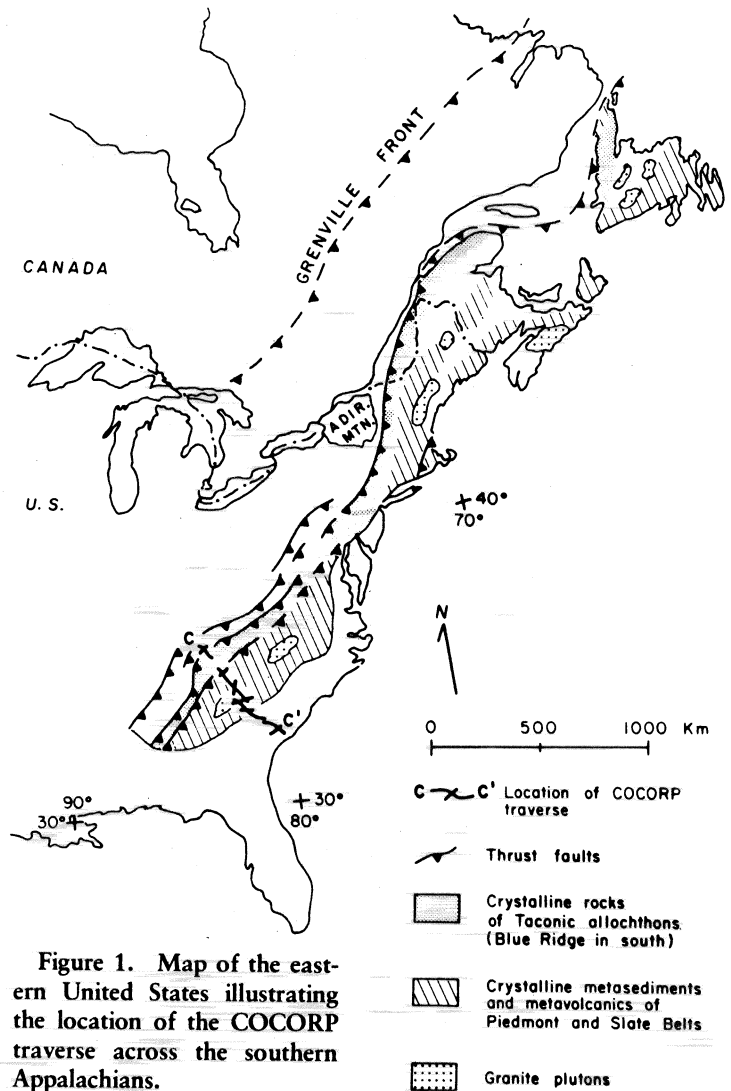 GRENVILLE FRONT
CANADA
ADIR.
MTN.
U. S.
+40°
70°
N
C
C'
0 500 1000 Km
C C' Location of COCORP
traverse
90°
30°+
+30°
80°
Thrust faults
Crystalline rocks
of Taconic allochthons
(Blue Ridge in south)
Crystalline metasediments
and metavolcanics of
Piedmont and Slate Belts
Granite plutons
Figure 1. Map of the east-
ern United States illustrating
the location of the COCORP
traverse across the southern
Appalachians.